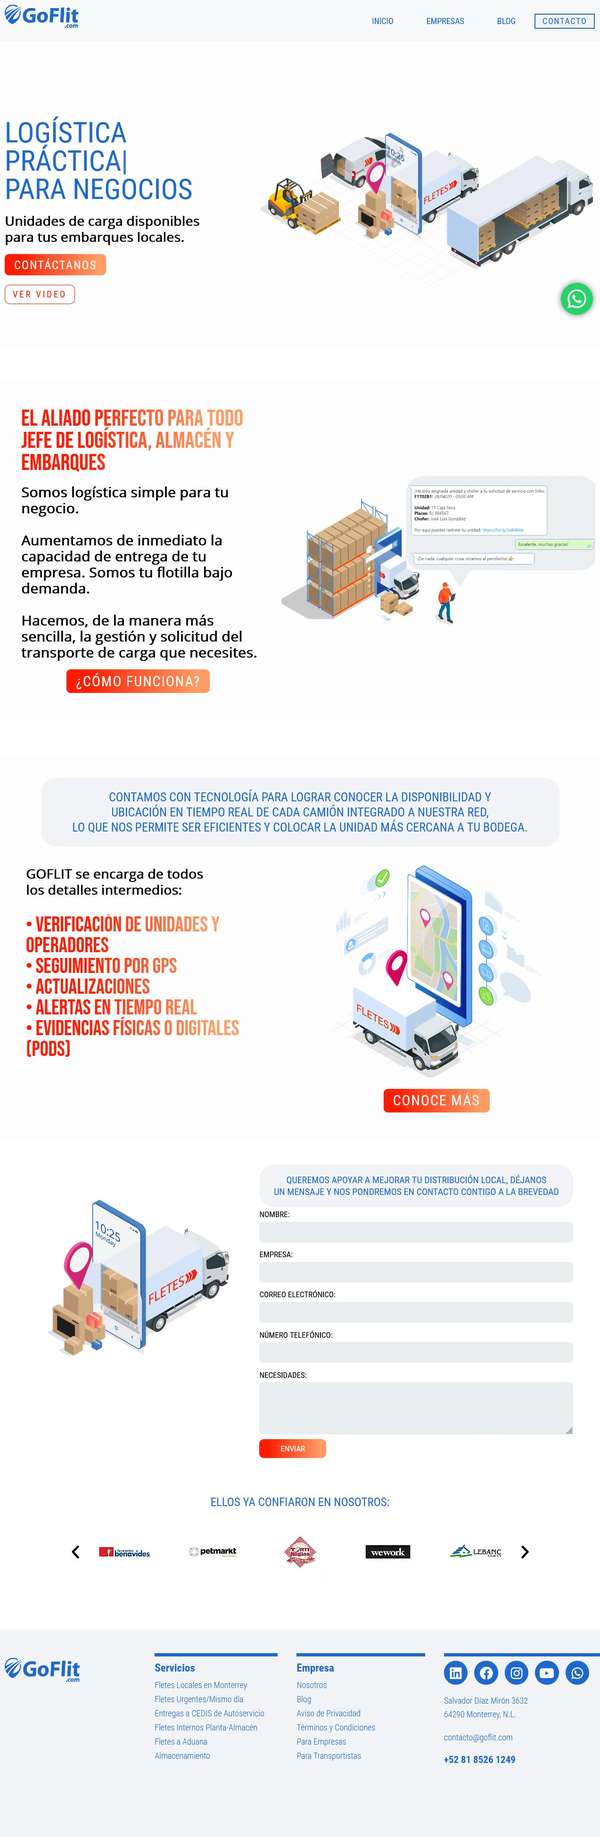 GoFlit
.com
INICIO
EMPRESAS
BLOG
CONTACTO
LOGÍSTICA
PRÁCTICA|
PARA NEGOCIOS
Unidades de carga disponibles
para tus embarques locales.
CONTÁCTANOS
VER VIDEO
10:25
FLETES
EL ALIADO PERFECTO PARA TODO
JEFE DE LOGÍSTICA, ALMACÉN Y
EMBARQUES
Somos logística simple para tu
negocio.
Aumentamos de inmediato la
capacidad de entrega de tu
empresa. Somos tu flotilla bajo
demanda.
Hacemos, de la manera más
sencilla, la gestión y solicitud del
transporte de carga que necesites.
¿CÓMO FUNCIONA?
Excelente, muchas gracias!
CONTAMOS CON TECNOLOGÍA PARA LOGRAR CONOCER LA DISPONIBILIDAD Y
UBICACIÓN EN TIEMPO REAL DE CADA CAMIÓN INTEGRADO A NUESTRA RED,
LO QUE NOS PERMITE SER EFICIENTES Y COLOCAR LA UNIDAD MÁS CERCANA A TU BODEGA.
GOFLIT se encarga de todos
los detalles intermedios:
• VERIFICACIÓN DE UNIDADES Y
OPERADORES
• SEGUIMIENTO POR GPS
• ACTUALIZACIONES
• ALERTAS EN TIEMPO REAL
• EVIDENCIAS FÍSICAS O DIGITALES
(PODS)
FLETES
CONOCE MÁS
QUEREMOS APOYAR A MEJORAR TU DISTRIBUCIÓN LOCAL, DÉJANOS
UN MENSAJE Y NOS PONDREMOS EN CONTACTO CONTIGO A LA BREVEDAD
10:25
Monday
FLETES
NOMBRE:
EMPRESA:
CORREO ELECTRÓNICO:
NÚMERO TELEFÓNICO:
NECESIDADES:
ENVIAR
ELLOS YA CONFIARON EN NOSOTROS:
benavides
petmarkt
wework
LEBANC
GoFlit
.com
Servicios
Fletes Locales en Monterrey
Fletes Urgentes/Mismo día
Entregas a CEDIS de Autoservicio
Fletes Internos Planta-Almacén
Fletes a Aduana
Almacenamiento
Empresa
Nosotros
Blog
Aviso de Privacidad
Términos y Condiciones
Para Empresas
Para Transportistas
Salvador Díaz Mirón 3632
64290 Monterrey, N.L.
contacto@goflit.com
+52 81 8526 1249